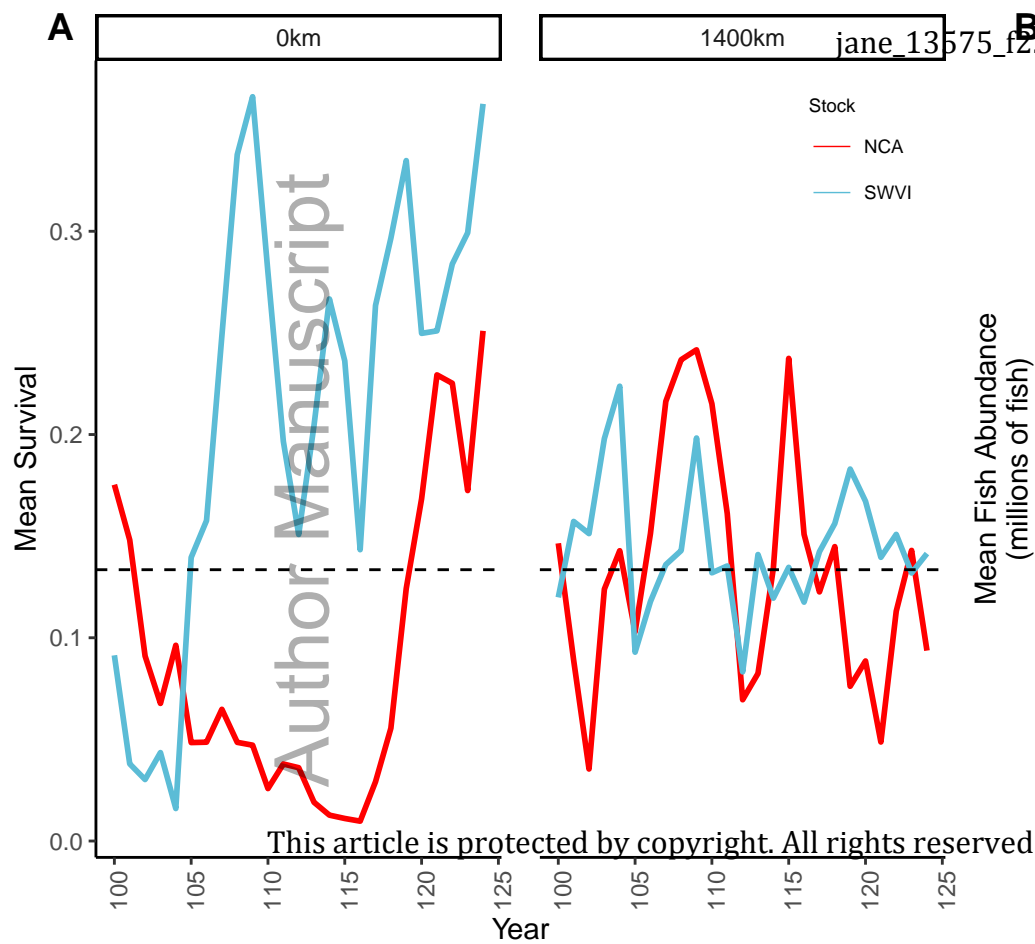 A
B
0km
1400km
jane_13575_f2
Stock
NCA
SWVI
Mean Survival
0.3
0.2
0.1
0.0
Author Manuscript
Mean Fish Abundance
(millions of fish)
This article is protected by copyright. All rights reserved
100
105
110
115
120
125
100
105
110
115
120
125
Year